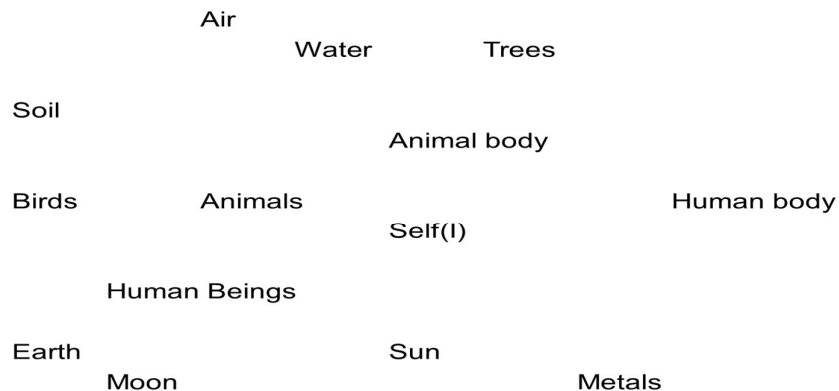 Air
Water Trees
Soil
Animal body
Birds Animals Human body
Self(I)
Human Beings
Earth Sun
Moon Metals